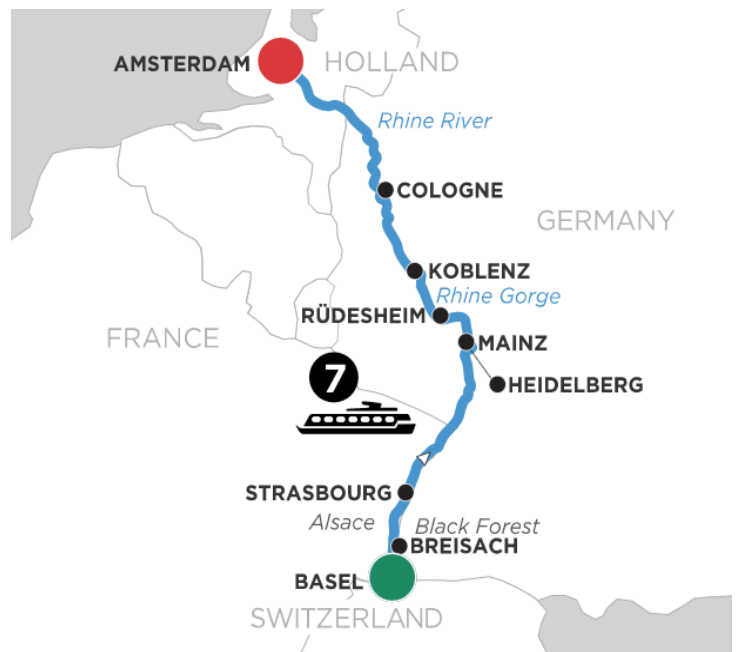 AMSTERDAM
HOLLAND
Rhine River
COLOGNE
GERMANY
KOBLENZ
Rhine Gorge
RÜDESHEIM
FRANCE
MAINZ
7
HEIDELBERG
STRASBOURG
Alsace
Black Forest
BREISACH
BASEL
SWITZERLAND